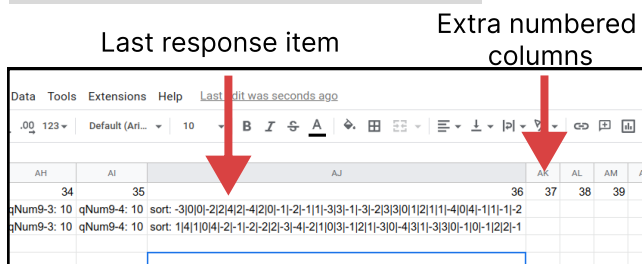 Last response item
Extra numbered
columns
Data Tools Extensions Help Last edit was seconds ago
.00 123 Default (Ari... 10 B I S A
AH AI AJ AK AL AM
34 35 36 37 38 39
qNum9-3: 10 qNum9-4: 10 sort: -3|0|0|-2|2|4|2|-4|2|0|-1|-2|-1|1|-3|3|-1|-3|-2|3|3|0|1|2|1|1|-4|0|4|-1|1|-1|-2
qNum9-3: 10 qNum9-4: 10 sort: 1|4|1|0|4|-2|-1|-2|-2|2|-3|-4|-2|1|0|3|-1|2|1|-3|0|-4|3|1|-3|3|0|-1|0|-1|2|2|-1